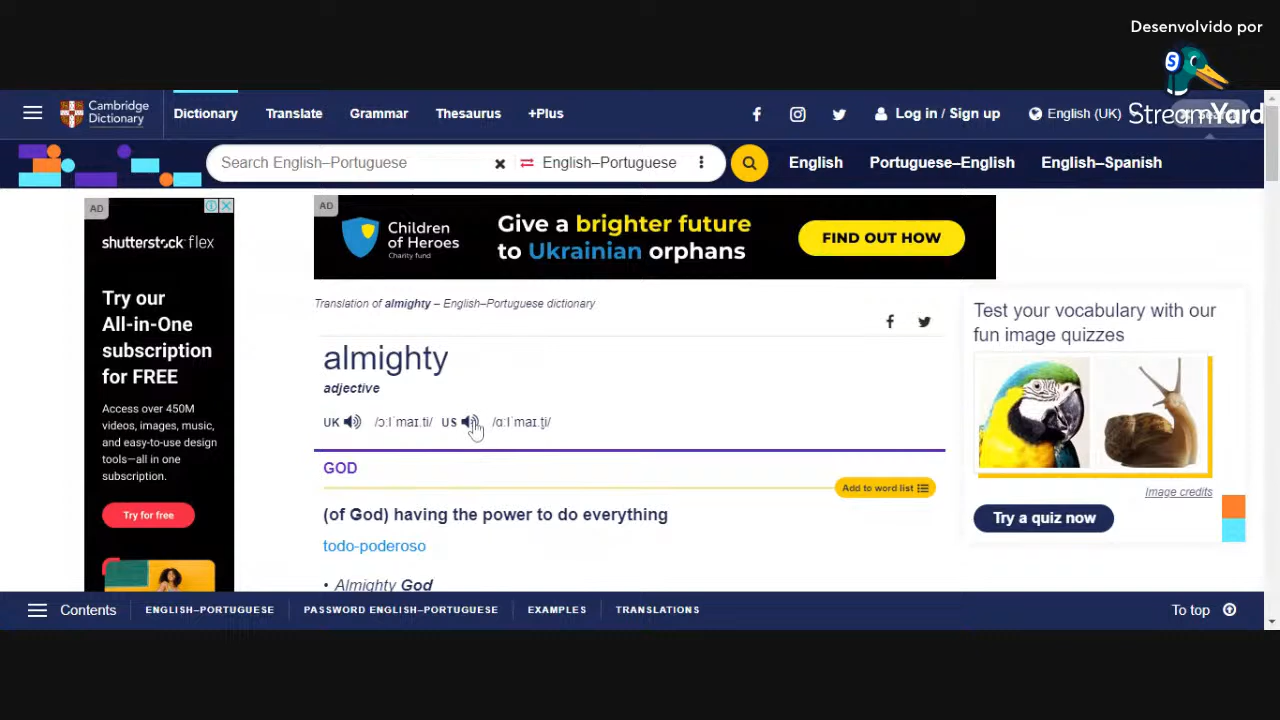 Desenvolvido por
S
StreamYard
Cambridge
Dictionary
Dictionary
Translate
Grammar
Thesaurus
+Plus
Log in / Sign up
English (UK)
Search English–Portuguese
English–Portuguese
English
Portuguese–English
English–Spanish
AD
shutterstock flex
Try our
All-in-One
subscription
for FREE
Access over 450M
videos, images, music,
and easy-to-use design
tools—all in one
subscription.
Try for free
AD
Children
of Heroes
Charity fund
Give a brighter future
to Ukrainian orphans
FIND OUT HOW
Translation of almighty – English–Portuguese dictionary
almighty
adjective
UK /ɔːlˈmaɪ.ti/ US /ɑːlˈmaɪ.t̬i/
GOD
Add to word list
(of God) having the power to do everything
todo-poderoso
• Almighty God
Test your vocabulary with our
fun image quizzes
Image credits
Try a quiz now
Contents
ENGLISH–PORTUGUESE
PASSWORD ENGLISH–PORTUGUESE
EXAMPLES
TRANSLATIONS
To top